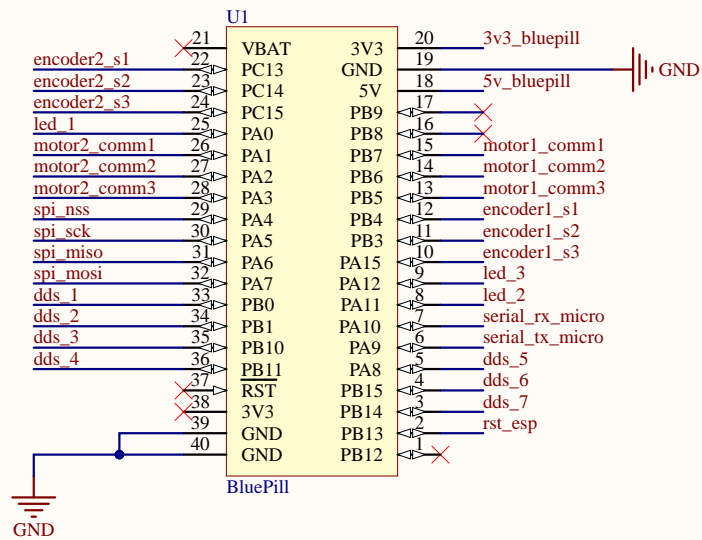 U1
21 VBAT 3V3 20 3v3_bluepill
encoder2_s1 22 PC13 GND 19 GND
encoder2_s2 23 PC14 5V 18 5v_bluepill
encoder2_s3 24 PC15 PB9 17
led_1 25 PA0 PB8 16
motor2_comm1 26 PA1 PB7 15 motor1_comm1
motor2_comm2 27 PA2 PB6 14 motor1_comm2
motor2_comm3 28 PA3 PB5 13 motor1_comm3
spi_nss 29 PA4 PB4 12 encoder1_s1
spi_sck 30 PA5 PB3 11 encoder1_s2
spi_miso 31 PA6 PA15 10 encoder1_s3
spi_mosi 32 PA7 PA12 9 led_3
dds_1 33 PB0 PA11 8 led_2
dds_2 34 PB1 PA10 7 serial_rx_micro
dds_3 35 PB10 PA9 6 serial_tx_micro
dds_4 36 PB11 PA8 5 dds_5
37 RST PB15 4 dds_6
38 3V3 PB14 3 dds_7
39 GND PB13 2 rst_esp
40 GND PB12 1
BluePill
GND